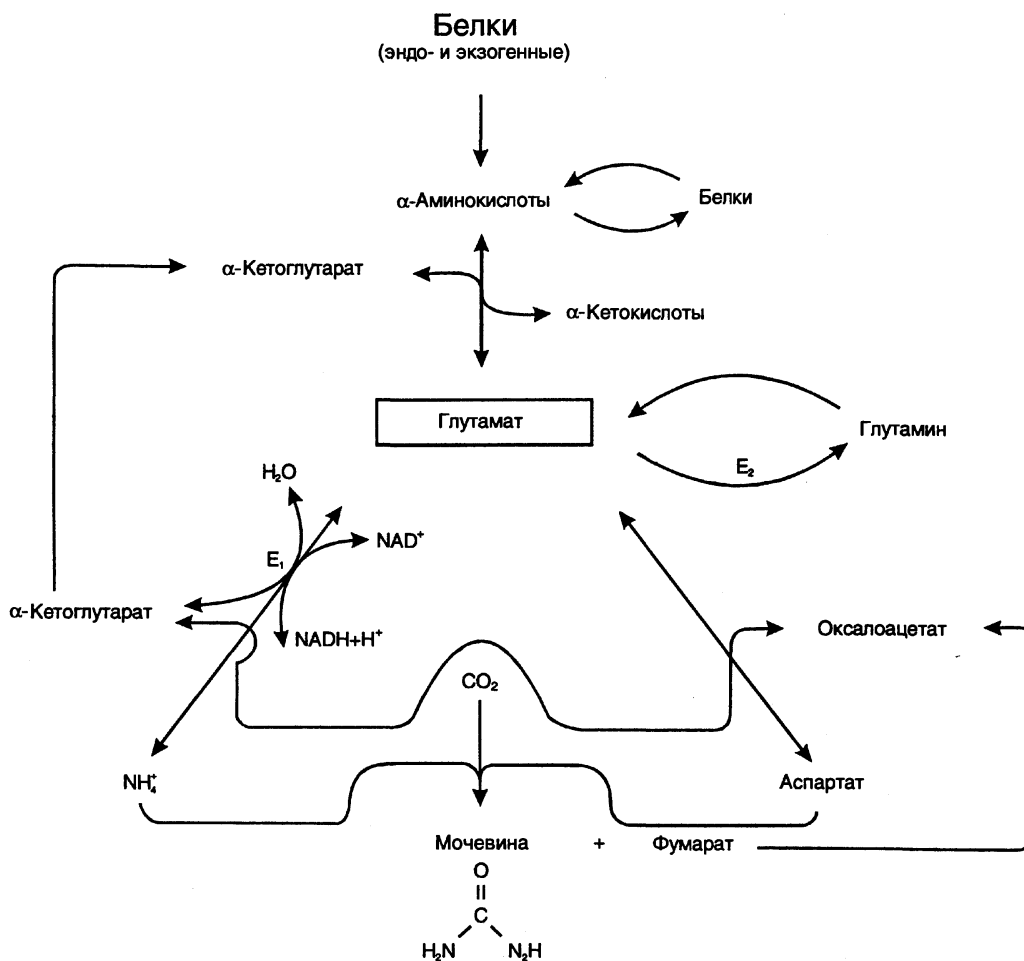 Белки
(эндо- и экзогенные)
α-Аминокислоты
Белки
α-Кетоглутарат
α-Кетокислоты
Глутамат
Глутамин
E₂
H₂O
NAD⁺
E₁
α-Кетоглутарат
NADH+H⁺
Оксалоацетат
CO₂
NH₄⁺
Аспартат
Мочевина + Фумарат
O
C
H₂N N₂H